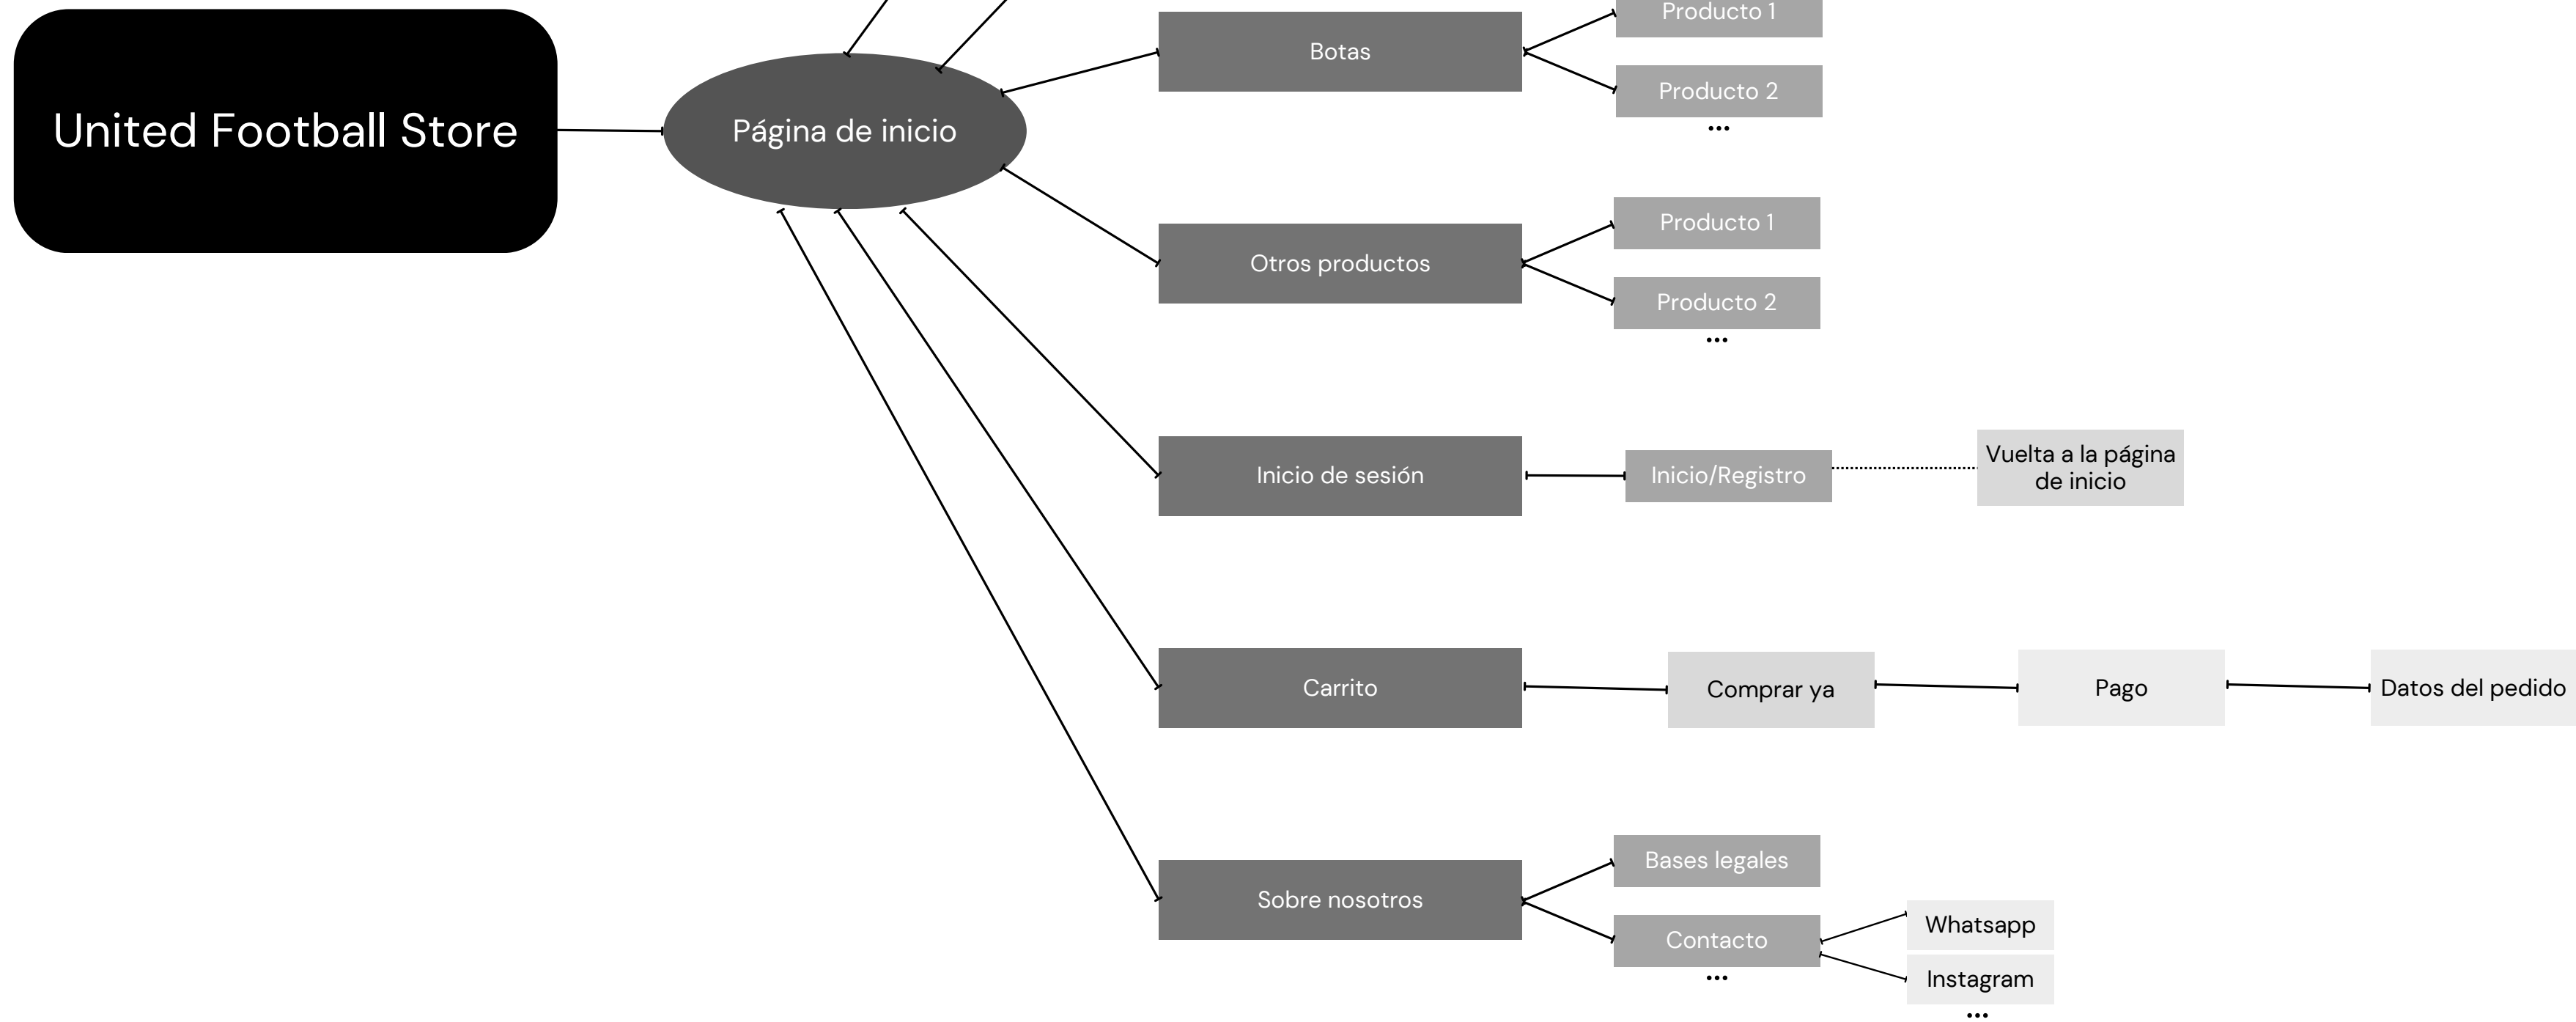 United Football Store
Página de inicio
Botas
Producto 1
Producto 2
...
Otros productos
Producto 1
Producto 2
...
Inicio de sesión
Inicio/Registro
Vuelta a la página
de inicio
Carrito
Comprar ya
Pago
Datos del pedido
Sobre nosotros
Bases legales
Contacto
...
Whatsapp
Instagram
...